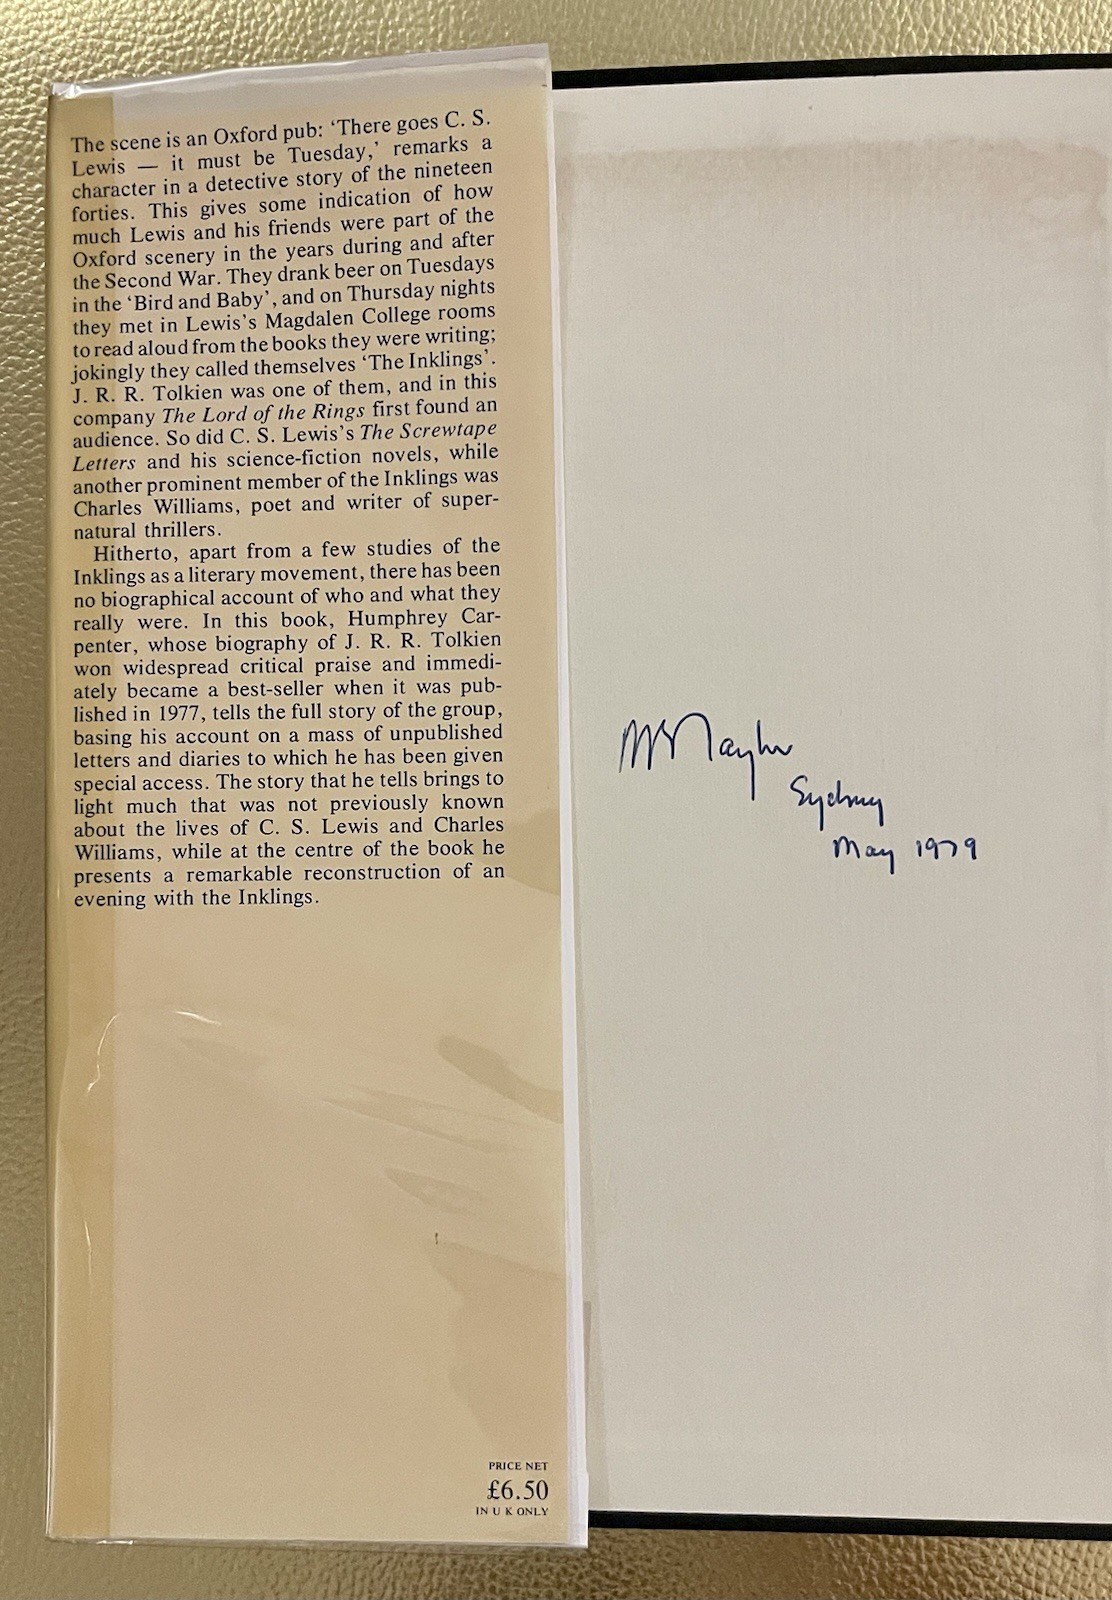 The scene is an Oxford pub: ‘There goes C. S.
Lewis — it must be Tuesday,’ remarks a
character in a detective story of the nineteen
forties. This gives some indication of how
much Lewis and his friends were part of the
Oxford scenery in the years during and after
the Second War. They drank beer on Tuesdays
in the ‘Bird and Baby’, and on Thursday nights
they met in Lewis’s Magdalen College rooms
to read aloud from the books they were writing;
jokingly they called themselves ‘The Inklings’.
J. R. R. Tolkien was one of them, and in this
company The Lord of the Rings first found an
audience. So did C. S. Lewis’s The Screwtape
Letters and his science-fiction novels, while
another prominent member of the Inklings was
Charles Williams, poet and writer of super-
natural thrillers.
Hitherto, apart from a few studies of the
Inklings as a literary movement, there has been
no biographical account of who and what they
really were. In this book, Humphrey Car-
penter, whose biography of J. R. R. Tolkien
won widespread critical praise and immedi-
ately became a best-seller when it was pub-
lished in 1977, tells the full story of the group,
basing his account on a mass of unpublished
letters and diaries to which he has been given
special access. The story that he tells brings to
light much that was not previously known
about the lives of C. S. Lewis and Charles
Williams, while at the centre of the book he
presents a remarkable reconstruction of an
evening with the Inklings.
PRICE NET
£6.50
IN U K ONLY
Sydney
May 1979